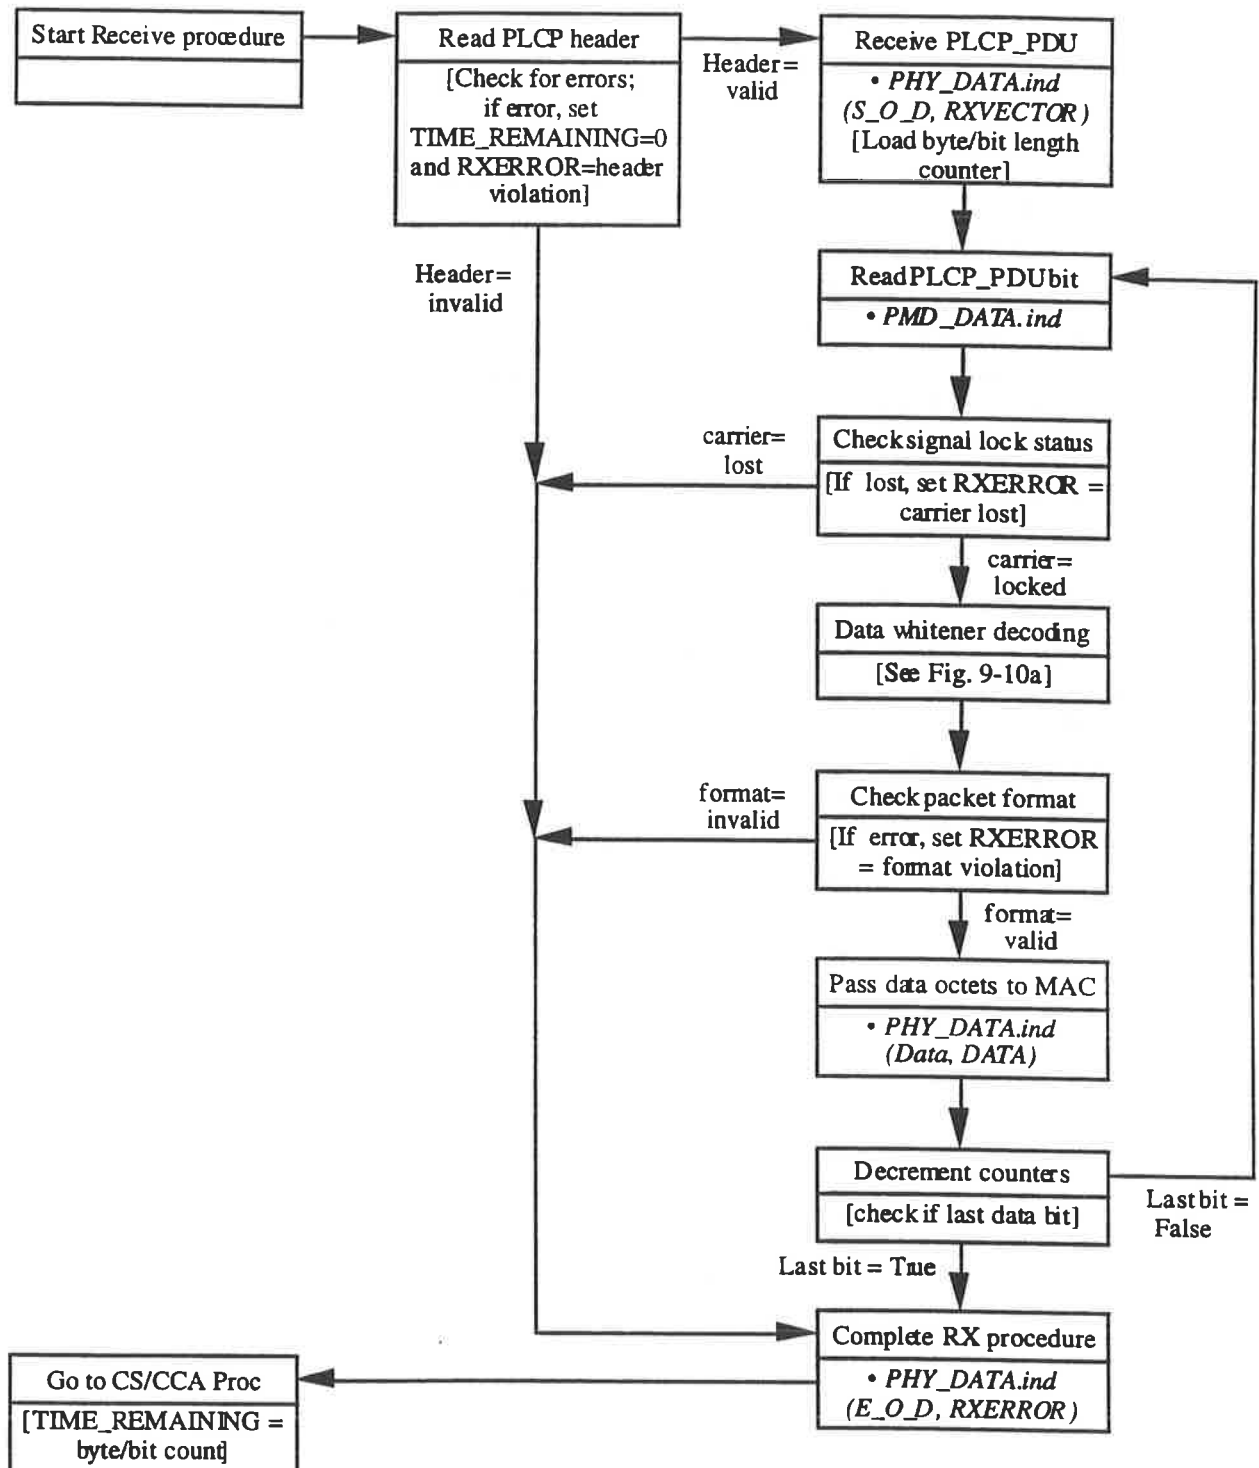 Start Receive procedure
Read PLCP header
[Check for errors;
if error, set
TIME_REMAINING=0
and RXERROR=header
violation]
Header=
valid
Receive PLCP_PDU
• PHY_DATA.ind
(S_O_D, RXVECTOR)
[Load byte/bit length
counter]
Header=
invalid
Read PLCP_PDU bit
• PMD_DATA.ind
carrier=
lost
Check signal lock status
[If lost, set RXERROR =
carrier lost]
carrier=
locked
Data whitener decoding
[See Fig. 9-10a]
format=
invalid
Check packet format
[If error, set RXERROR
= format violation]
format=
valid
Pass data octets to MAC
• PHY_DATA.ind
(Data, DATA)
Decrement counters
[check if last data bit]
Last bit =
False
Last bit = True
Complete RX procedure
• PHY_DATA.ind
(E_O_D, RXERROR)
Go to CS/CCA Proc
[TIME_REMAINING =
byte/bit count]